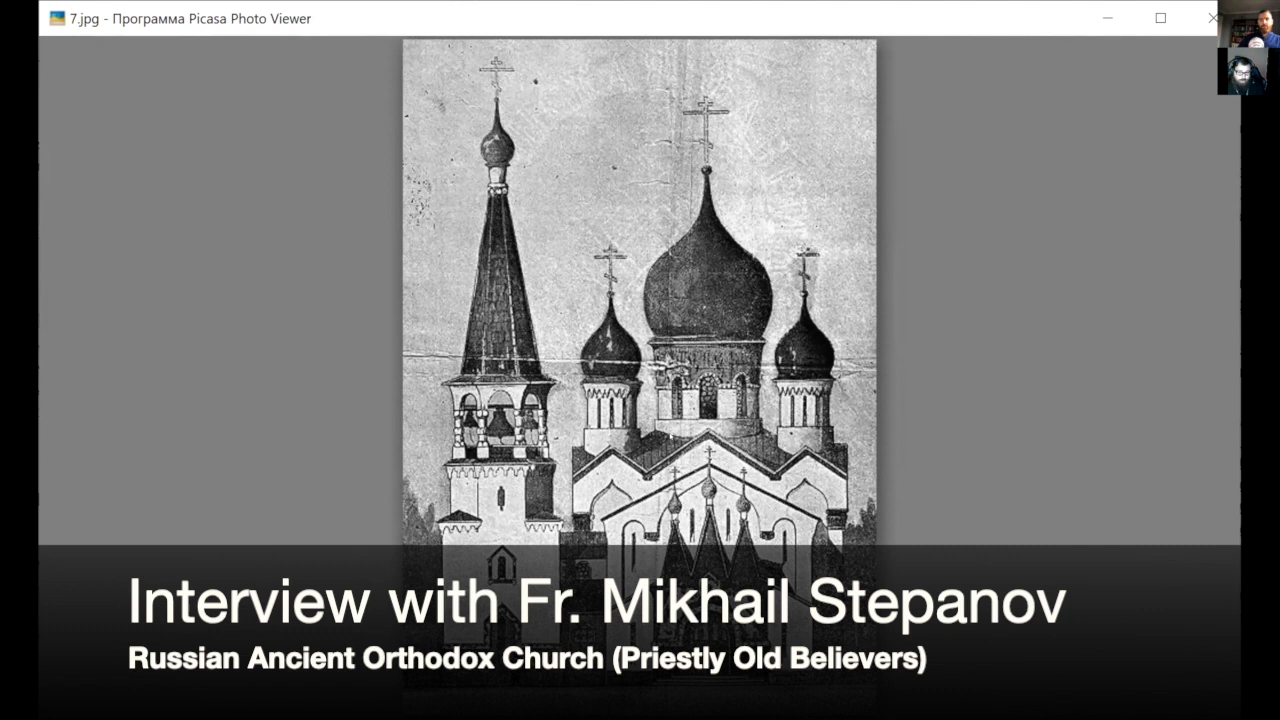 7.jpg - Программа Picasa Photo Viewer
Interview with Fr. Mikhail Stepanov
Russian Ancient Orthodox Church (Priestly Old Believers)